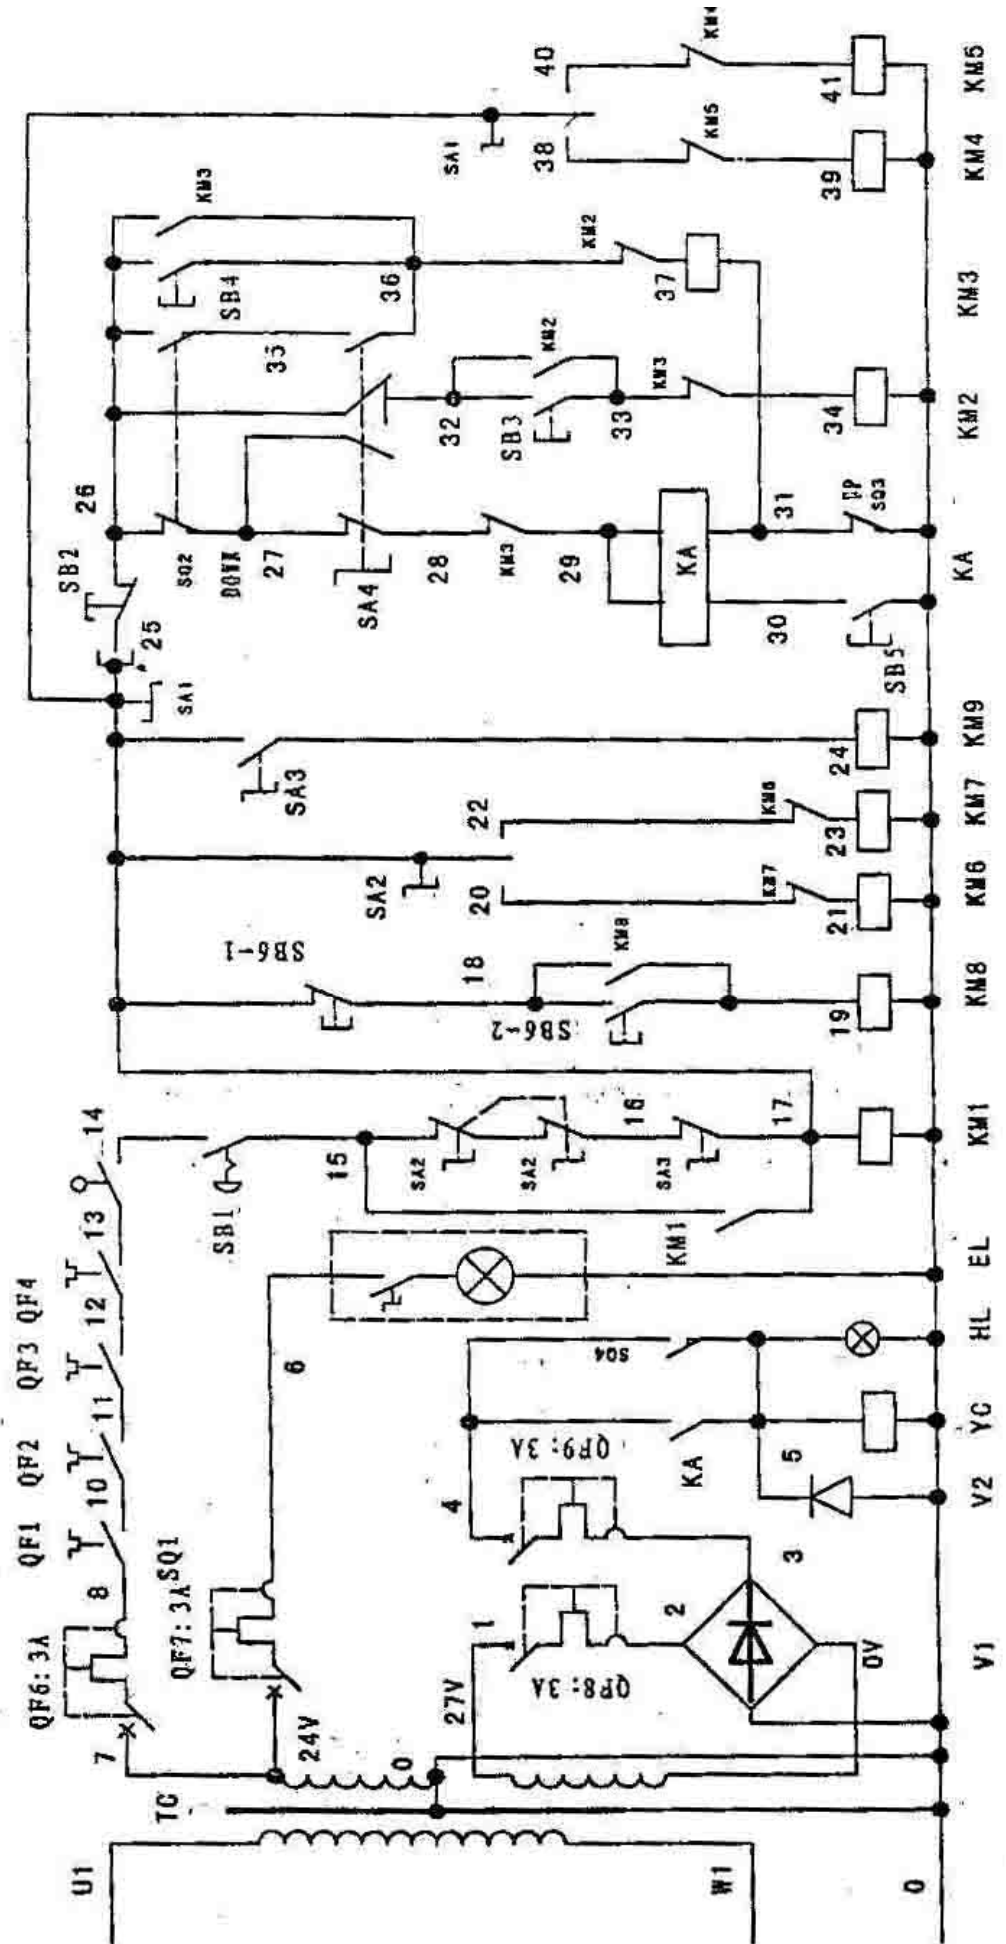 KM4
40
41
KM5
SA1
KM5
38
39
KM4
KM3
KM2
SB4
36
37
KM3
35
KM2
32
SB3
33
KM3
34
KM2
26
SB2
SQ2
DOWN
27
SA4
28
KM3
29
KA
31
UP
SQ3
KA
25
30
SB5
SA1
SA3
24
KM9
22
KM6
23
KM7
SA2
20
KM7
21
KM6
SB6-1
18
KM8
SB6-2
19
KM8
14
15
SA2
SA2
16
SA3
17
KM1
SB1
13
KM1
QF4
12
EL
QF3
11
6
SQ4
HL
QF2
10
QF9:3A
KA
5
YC
QF1
8
4
3
V2
SQ1
QF7:3A
1
2
QF6:3A
QF8:3A
0V
V1
7
24V
27V
0
TC
U1
W1
0